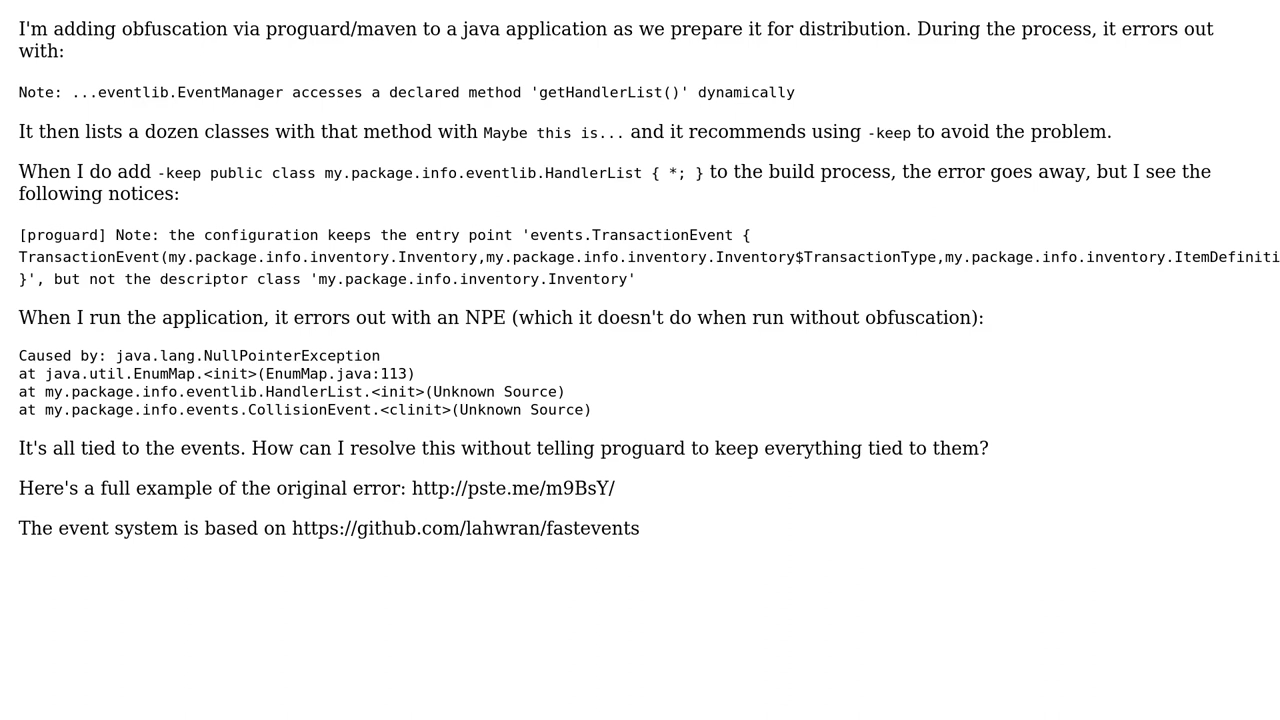 I'm adding obfuscation via proguard/maven to a java application as we prepare it for distribution. During the process, it errors out
with:
Note: ...eventlib.EventManager accesses a declared method 'getHandlerList()' dynamically
It then lists a dozen classes with that method with Maybe this is... and it recommends using -keep to avoid the problem.
When I do add -keep public class my.package.info.eventlib.HandlerList { *; } to the build process, the error goes away, but I see the
following notices:
[proguard] Note: the configuration keeps the entry point 'events.TransactionEvent {
TransactionEvent(my.package.info.inventory.Inventory,my.package.info.inventory.Inventory$TransactionType,my.package.info.inventory.ItemDefiniti
}', but not the descriptor class 'my.package.info.inventory.Inventory'
When I run the application, it errors out with an NPE (which it doesn't do when run without obfuscation):
Caused by: java.lang.NullPointerException
at java.util.EnumMap.<init>(EnumMap.java:113)
at my.package.info.eventlib.HandlerList.<init>(Unknown Source)
at my.package.info.events.CollisionEvent.<clinit>(Unknown Source)
It's all tied to the events. How can I resolve this without telling proguard to keep everything tied to them?
Here's a full example of the original error: http://pste.me/m9BsY/
The event system is based on https://github.com/lahwran/fastevents